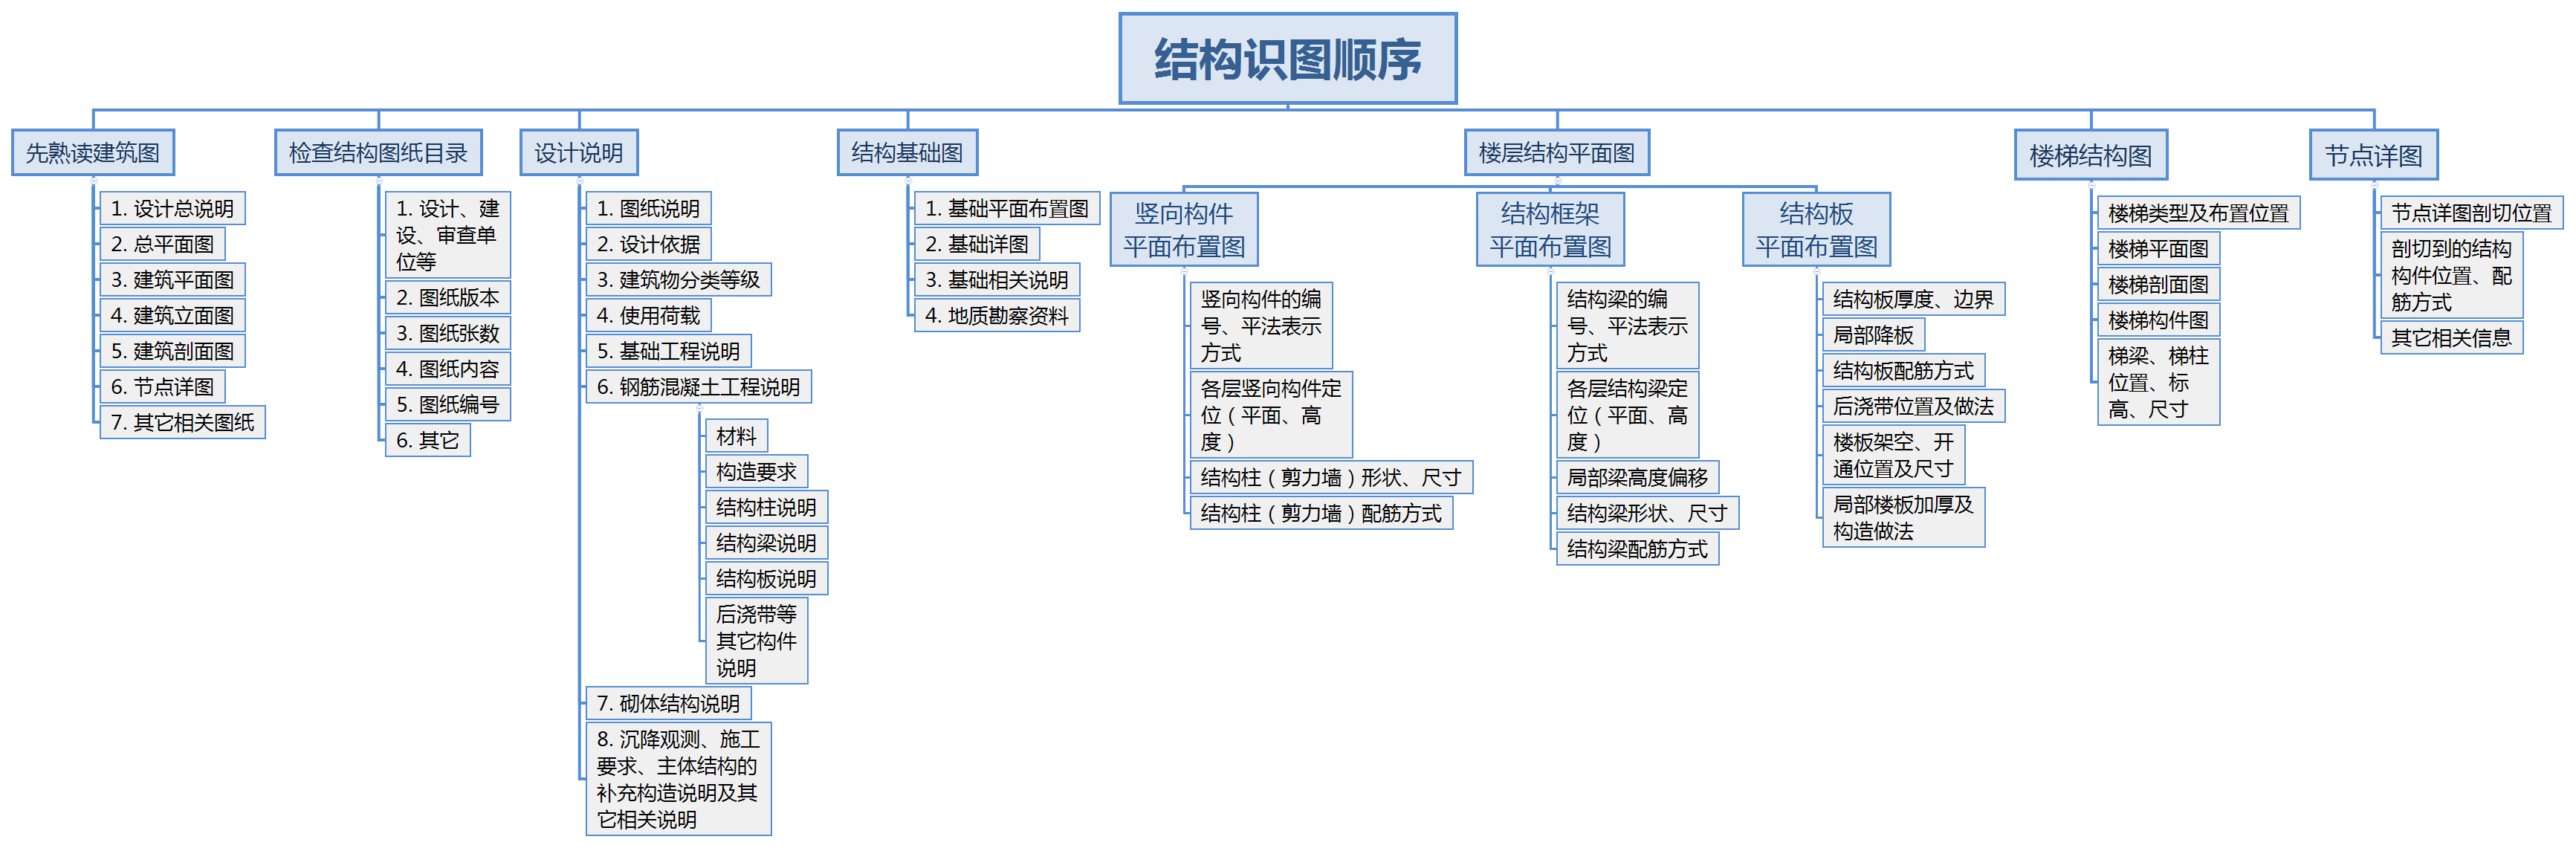 结构识图顺序
先熟读建筑图
1. 设计总说明
2. 总平面图
3. 建筑平面图
4. 建筑立面图
5. 建筑剖面图
6. 节点详图
7. 其它相关图纸
检查结构图纸目录
1. 设计、建
设、审查单
位等
2. 图纸版本
3. 图纸张数
4. 图纸内容
5. 图纸编号
6. 其它
设计说明
1. 图纸说明
2. 设计依据
3. 建筑物分类等级
4. 使用荷载
5. 基础工程说明
6. 钢筋混凝土工程说明
材料
构造要求
结构柱说明
结构梁说明
结构板说明
后浇带等
其它构件
说明
7. 砌体结构说明
8. 沉降观测、施工
要求、主体结构的
补充构造说明及其
它相关说明
结构基础图
1. 基础平面布置图
2. 基础详图
3. 基础相关说明
4. 地质勘察资料
楼层结构平面图
竖向构件
平面布置图
竖向构件的编
号、平法表示
方式
各层竖向构件定
位（平面、高
度）
结构柱（剪力墙）形状、尺寸
结构柱（剪力墙）配筋方式
结构框架
平面布置图
结构梁的编
号、平法表示
方式
各层结构梁定
位（平面、高
度）
局部梁高度偏移
结构梁形状、尺寸
结构梁配筋方式
结构板
平面布置图
结构板厚度、边界
局部降板
结构板配筋方式
后浇带位置及做法
楼板架空、开
通位置及尺寸
局部楼板加厚及
构造做法
楼梯结构图
楼梯类型及布置位置
楼梯平面图
楼梯剖面图
楼梯构件图
梯梁、梯柱
位置、标
高、尺寸
节点详图
节点详图剖切位置
剖切到的结构
构件位置、配
筋方式
其它相关信息